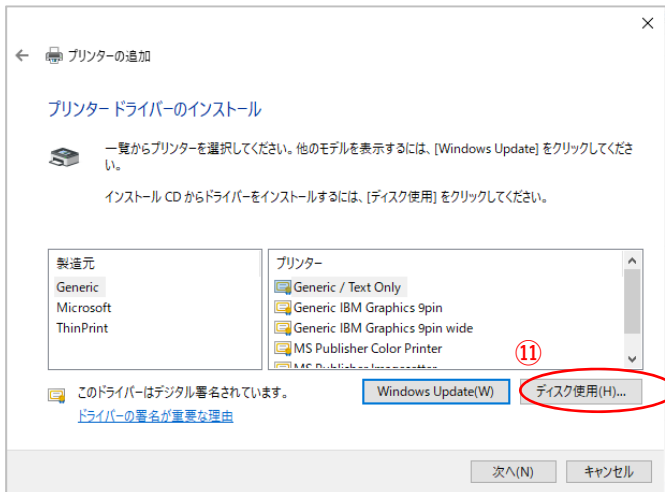 プリンターの追加
プリンター ドライバーのインストール
一覧からプリンターを選択してください。他のモデルを表示するには、[Windows Update] をクリックしてくださ
い。
インストール CD からドライバーをインストールするには、[ディスク使用] をクリックしてください。
製造元
Generic
Microsoft
ThinPrint
プリンター
Generic / Text Only
Generic IBM Graphics 9pin
Generic IBM Graphics 9pin wide
MS Publisher Color Printer
MS Publisher Imagesetter
⑪
このドライバーはデジタル署名されています。
ドライバーの署名が重要な理由
Windows Update(W)
ディスク使用(H)...
次へ(N)
キャンセル